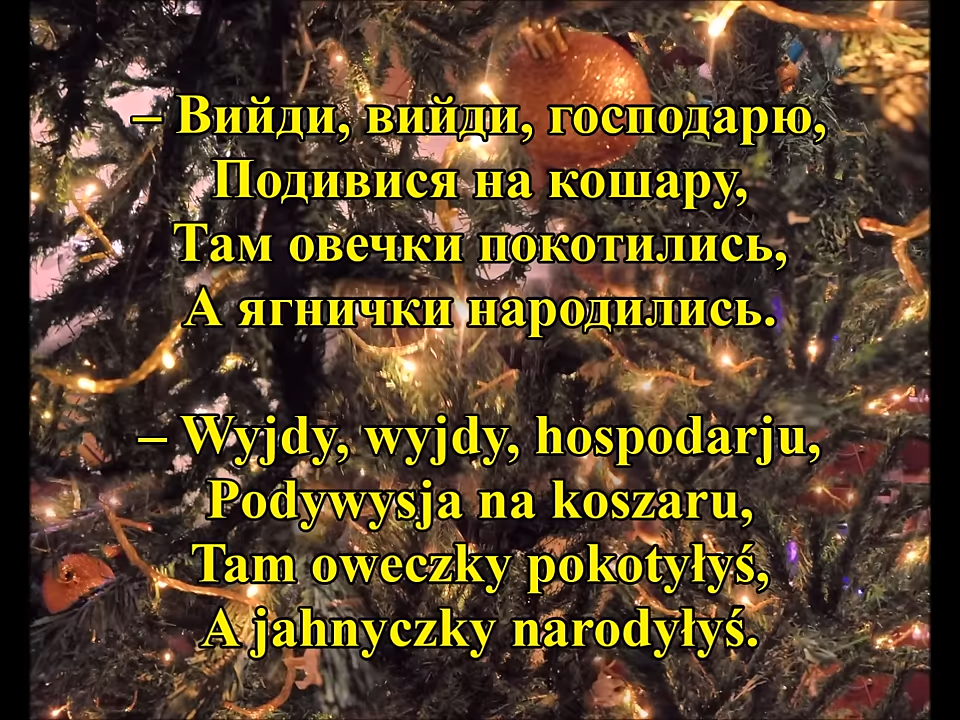 – Вийди, вийди, господарю,
Подивися на кошару,
Там овечки покотились,
А ягнички народились.
– Wyjdy, wyjdy, hospodarju,
Podywysja na koszaru,
Tam oweczky pokotyłyś,
A jahnyczky narodyłyś.